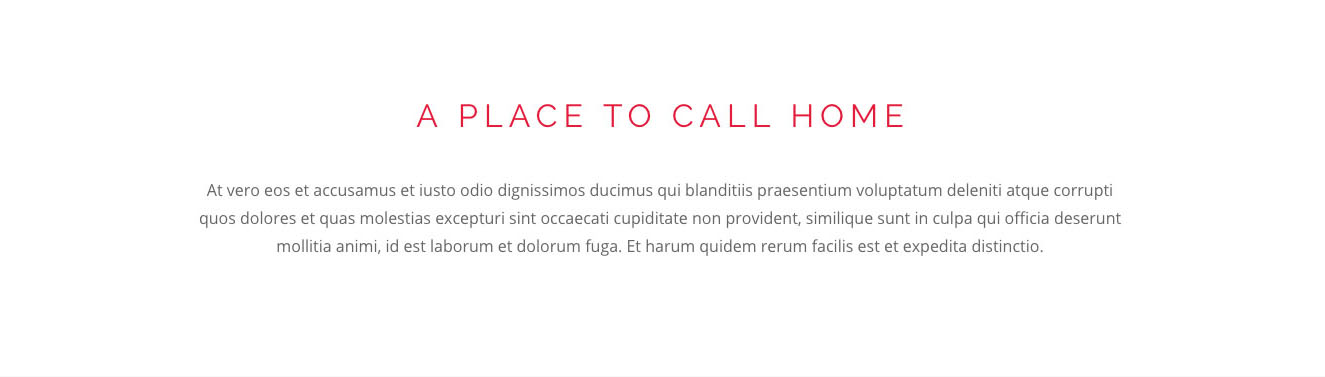 A PLACE TO CALL HOME
At vero eos et accusamus et iusto odio dignissimos ducimus qui blanditiis praesentium voluptatum deleniti atque corrupti
quos dolores et quas molestias excepturi sint occaecati cupiditate non provident, similique sunt in culpa qui officia deserunt
mollitia animi, id est laborum et dolorum fuga. Et harum quidem rerum facilis est et expedita distinctio.